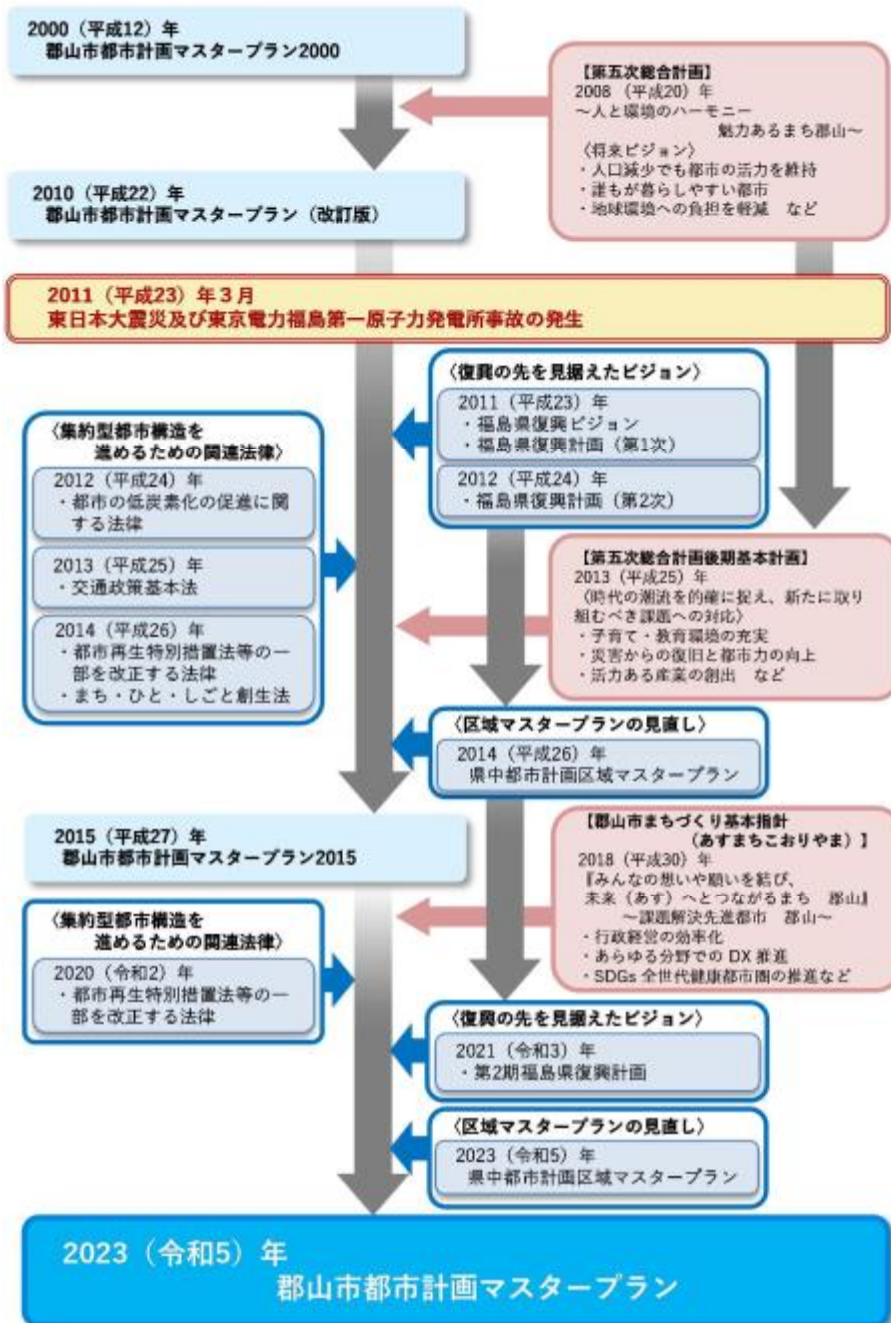 2000（平成12）年
郡山市都市計画マスタープラン2000
【第五次総合計画】
2008（平成20）年
～人と環境のハーモニー
魅力あるまち郡山～
〈将来ビジョン〉
・人口減少でも都市の活力を維持
・誰もが暮らしやすい都市
・地球環境への負担を軽減　など
2010（平成22）年
郡山市都市計画マスタープラン（改訂版）
2011（平成23）年３月
東日本大震災及び東京電力福島第一原子力発電所事故の発生
〈復興の先を見据えたビジョン〉
2011（平成23）年
・福島県復興ビジョン
・福島県復興計画（第1次）
2012（平成24）年
・福島県復興計画（第2次）
〈集約型都市構造を
進めるための関連法律〉
2012（平成24）年
・都市の低炭素化の促進に関
する法律
2013（平成25）年
・交通政策基本法
2014（平成26）年
・都市再生特別措置法等の一
部を改正する法律
・まち・ひと・しごと創生法
【第五次総合計画後期基本計画】
2013（平成25）年
〈時代の潮流を的確に捉え、新たに取り
組むべき課題への対応〉
・子育て・教育環境の充実
・災害からの復旧と都市力の向上
・活力ある産業の創出　など
〈区域マスタープランの見直し〉
2014（平成26）年
県中都市計画区域マスタープラン
2015（平成27）年
郡山市都市計画マスタープラン2015
【郡山市まちづくり基本指針
（あすまちこおりやま）】
2018（平成30）年
『みんなの想いや願いを結び、
未来（あす）へとつながるまち　郡山』
～課題解決先進都市　郡山～
・行政経営の効率化
・あらゆる分野での DX 推進
・SDGs 全世代健康都市圏の推進など
〈集約型都市構造を
進めるための関連法律〉
2020（令和2）年
・都市再生特別措置法等の一
部を改正する法律
〈復興の先を見据えたビジョン〉
2021（令和3）年
・第2期福島県復興計画
〈区域マスタープランの見直し〉
2023（令和5）年
県中都市計画区域マスタープラン
2023（令和5）年
郡山市都市計画マスタープラン